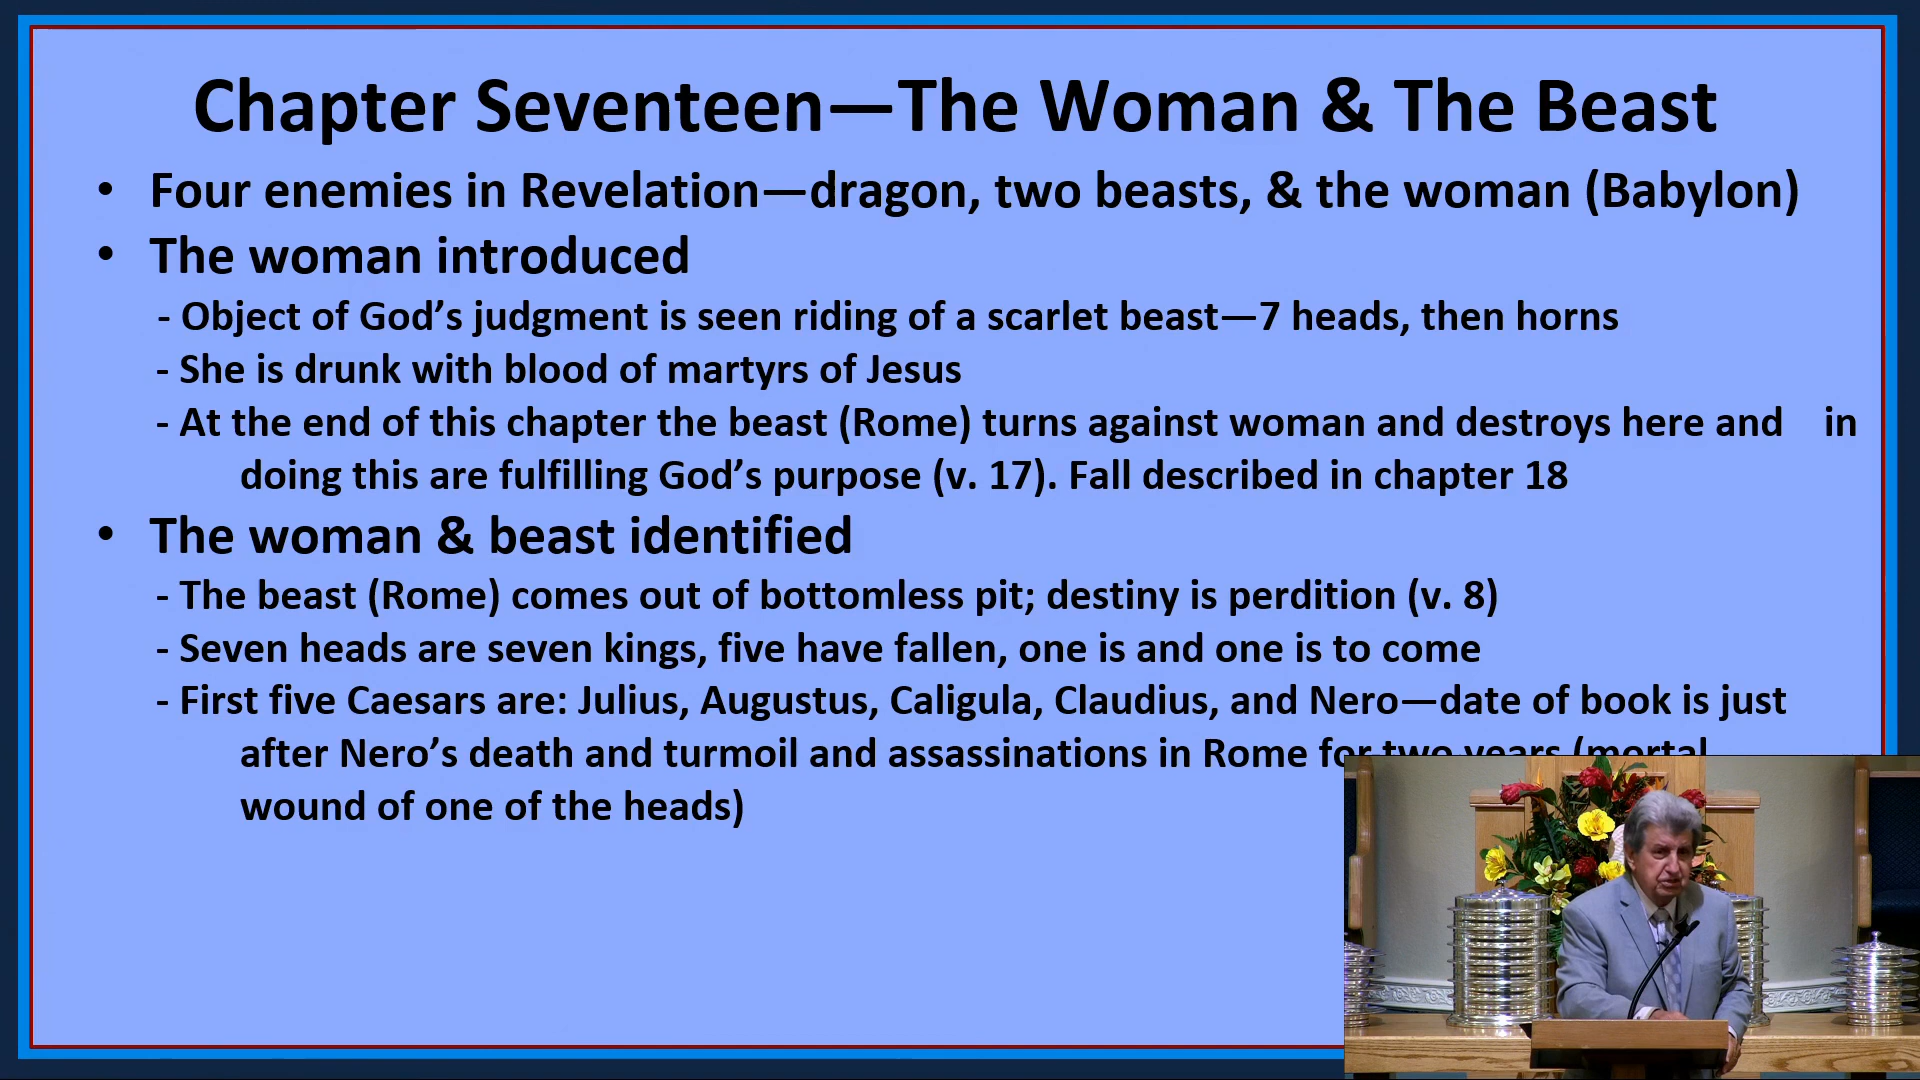 Chapter Seventeen—The Woman & The Beast
• Four enemies in Revelation—dragon, two beasts, & the woman (Babylon)
• The woman introduced
- Object of God’s judgment is seen riding of a scarlet beast—7 heads, then horns
- She is drunk with blood of martyrs of Jesus
- At the end of this chapter the beast (Rome) turns against woman and destroys here and in
doing this are fulfilling God’s purpose (v. 17). Fall described in chapter 18
• The woman & beast identified
- The beast (Rome) comes out of bottomless pit; destiny is perdition (v. 8)
- Seven heads are seven kings, five have fallen, one is and one is to come
- First five Caesars are: Julius, Augustus, Caligula, Claudius, and Nero—date of book is just
after Nero’s death and turmoil and assassinations in Rome for two years (mortal
wound of one of the heads)